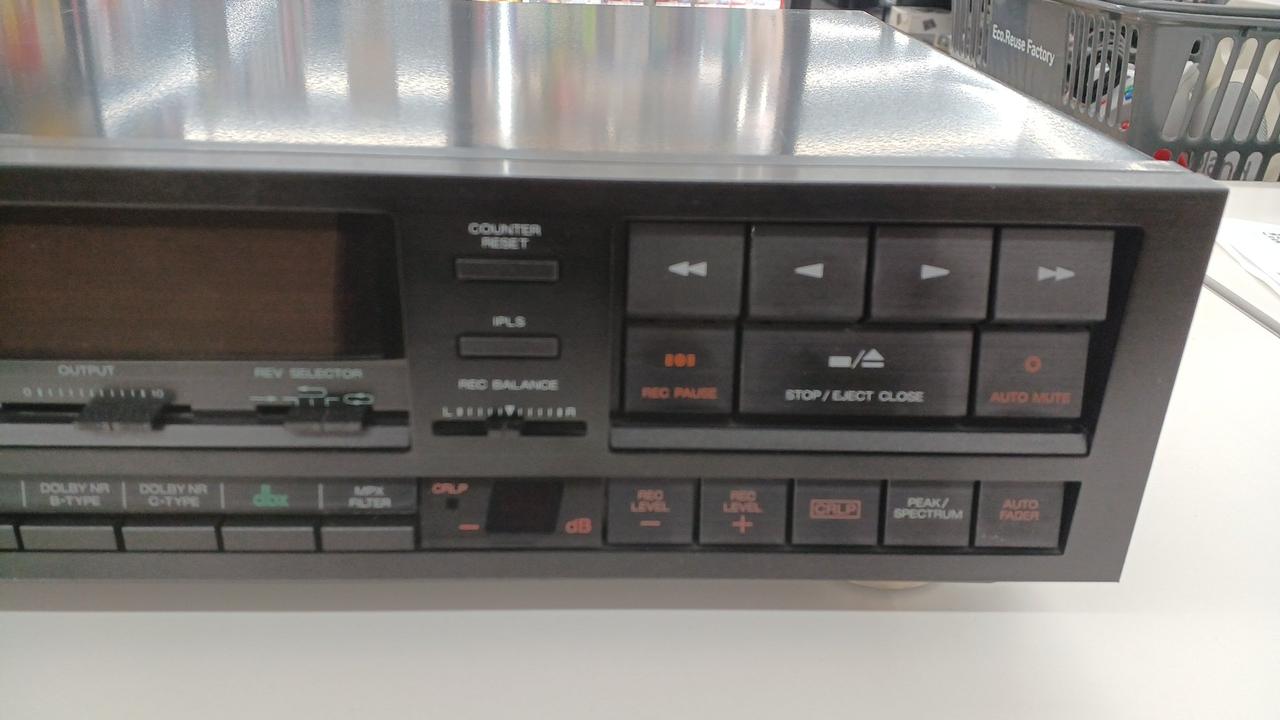 Eco.Reuse Factory
COUNTER
RESET
IPLS
OUTPUT
0 10
REV SELECTOR
REC BALANCE
L R
REC PAUSE
STOP/EJECT CLOSE
AUTO MUTE
DOLBY NR
B-TYPE
DOLBY NR
C-TYPE
dbx
MPX
FILTER
CRLP
dB
REC
LEVEL
−
REC
LEVEL
+
CRLP
PEAK/
SPECTRUM
AUTO
FADER